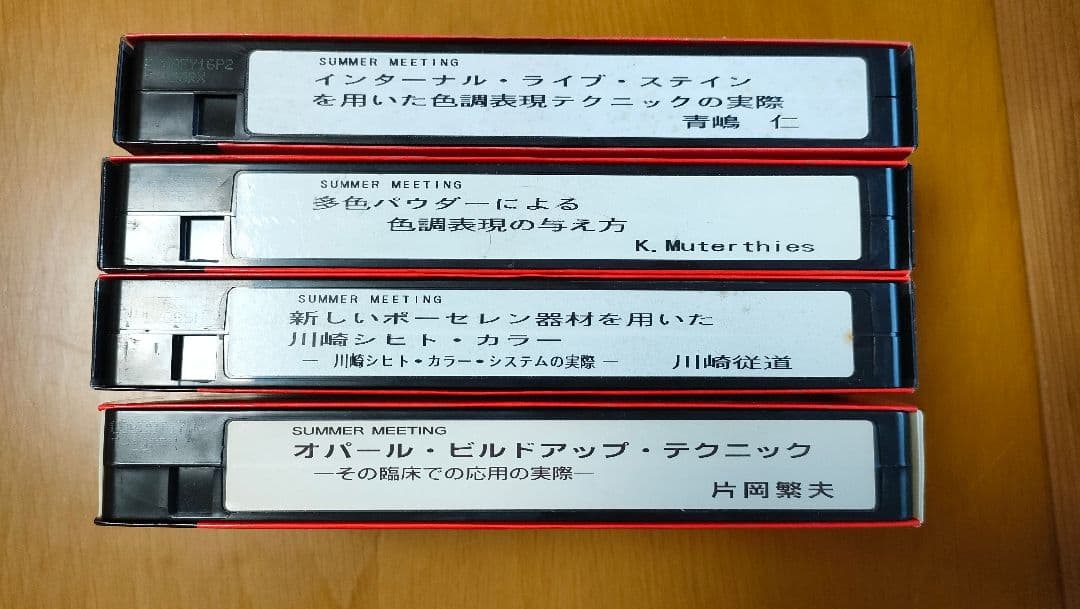 SUMMER MEETING
インターナル・ライブ・ステイン
を用いた色調表現テクニックの実際
青嶋 仁
SUMMER MEETING
多色パウダーによる
色調表現の与え方
K.Muterthies
SUMMER MEETING
新しいポーセレン器材を用いた
川崎シヒト・カラー
― 川崎シヒト・カラー・システムの実際 ―
川崎従道
SUMMER MEETING
オパール・ビルドアップ・テクニック
―その臨床での応用の実際―
片岡繁夫